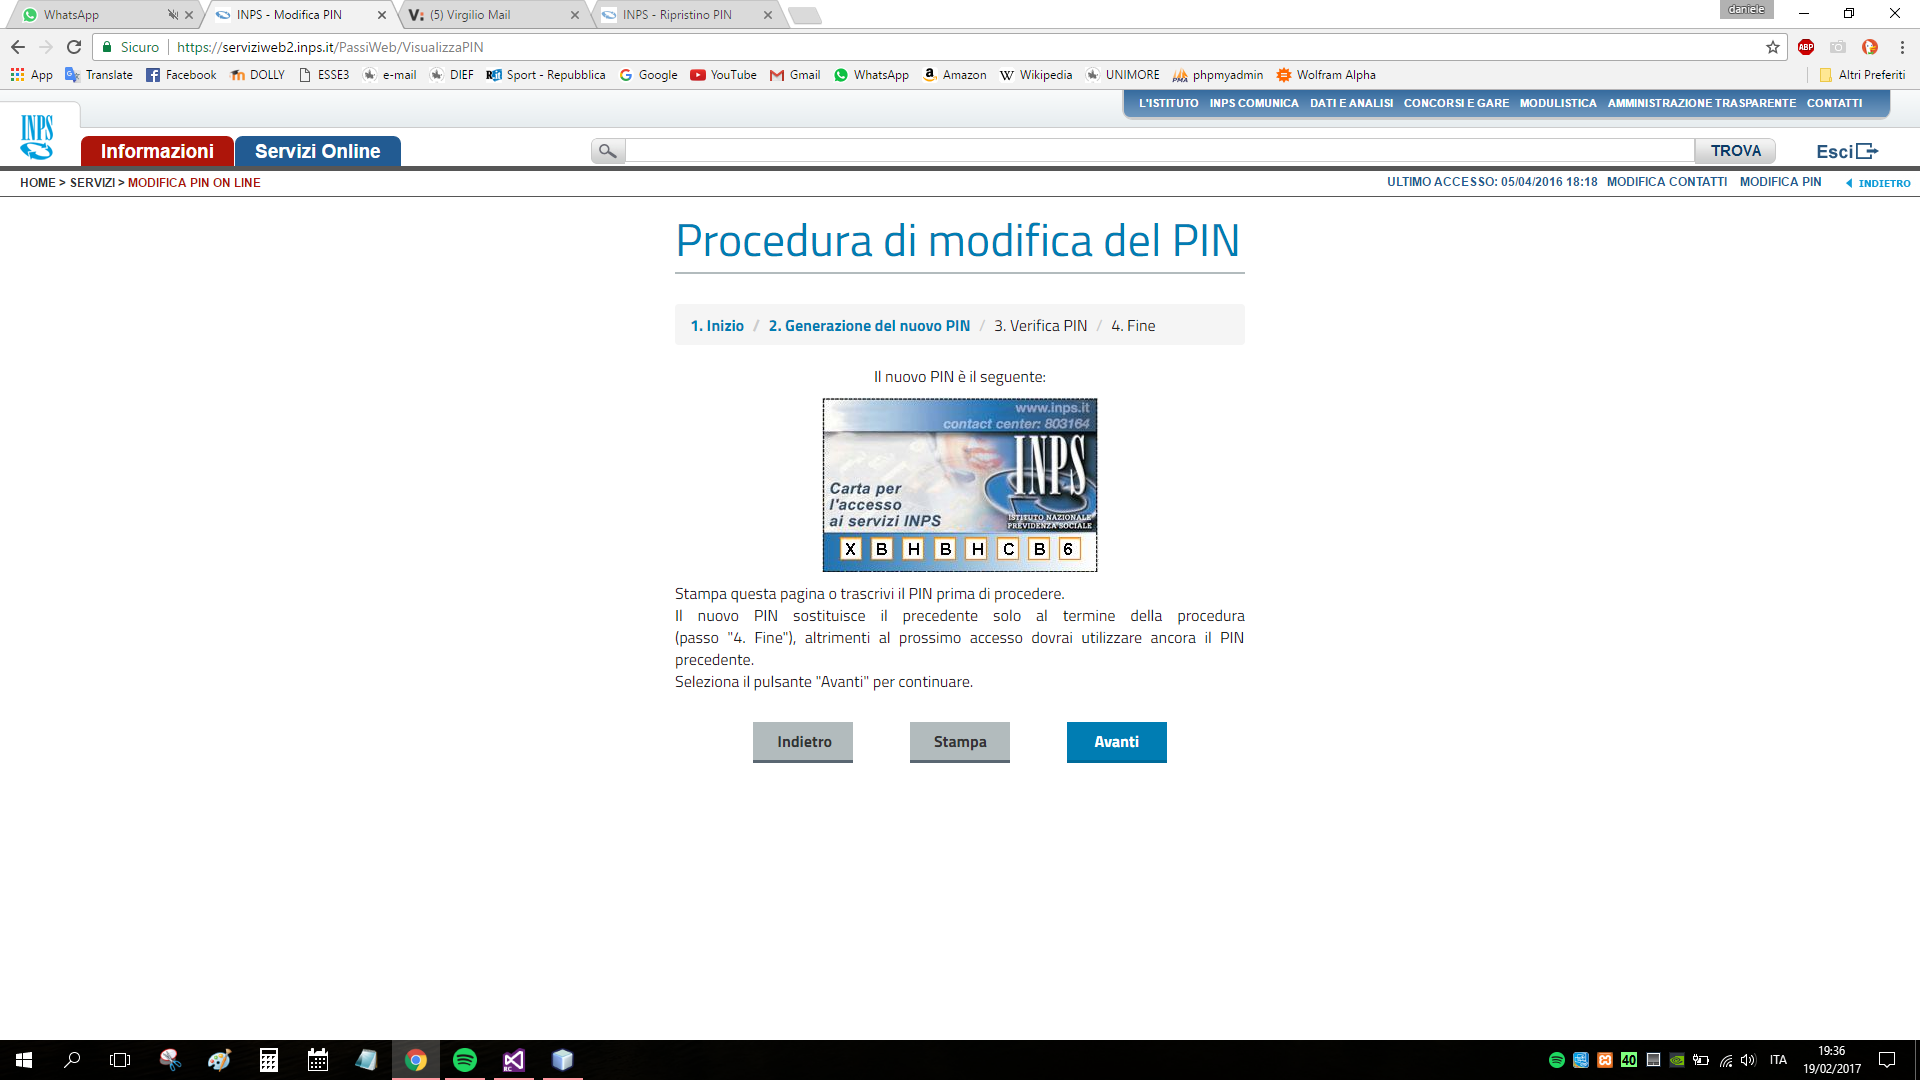 WhatsApp
INPS - Modifica PIN
(5) Virgilio Mail
INPS - Ripristino PIN
daniele
Sicuro
https://serviziweb2.inps.it/PassiWeb/VisualizzaPIN
ABP
App
Translate
Facebook
DOLLY
ESSE3
e-mail
DIEF
Sport - Repubblica
Google
YouTube
Gmail
WhatsApp
Amazon
Wikipedia
UNIMORE
phpmyadmin
Wolfram Alpha
Altri Preferiti
L'ISTITUTO INPS COMUNICA DATI E ANALISI CONCORSI E GARE MODULISTICA AMMINISTRAZIONE TRASPARENTE CONTATTI
INPS
Informazioni
Servizi Online
TROVA
Esci
HOME > SERVIZI > MODIFICA PIN ON LINE
ULTIMO ACCESSO: 05/04/2016 18:18 MODIFICA CONTATTI MODIFICA PIN INDIETRO
Procedura di modifica del PIN
1. Inizio / 2. Generazione del nuovo PIN / 3. Verifica PIN / 4. Fine
Il nuovo PIN è il seguente:
www.inps.it
contact center: 803164
INPS
ISTITUTO NAZIONALE
PREVIDENZA SOCIALE
Carta per
l'accesso
ai servizi INPS
X B H B H C B 6
Stampa questa pagina o trascrivi il PIN prima di procedere.
Il nuovo PIN sostituisce il precedente solo al termine della procedura
(passo "4. Fine"), altrimenti al prossimo accesso dovrai utilizzare ancora il PIN
precedente.
Seleziona il pulsante "Avanti" per continuare.
Indietro
Stampa
Avanti
40
ITA
19:36
19/02/2017